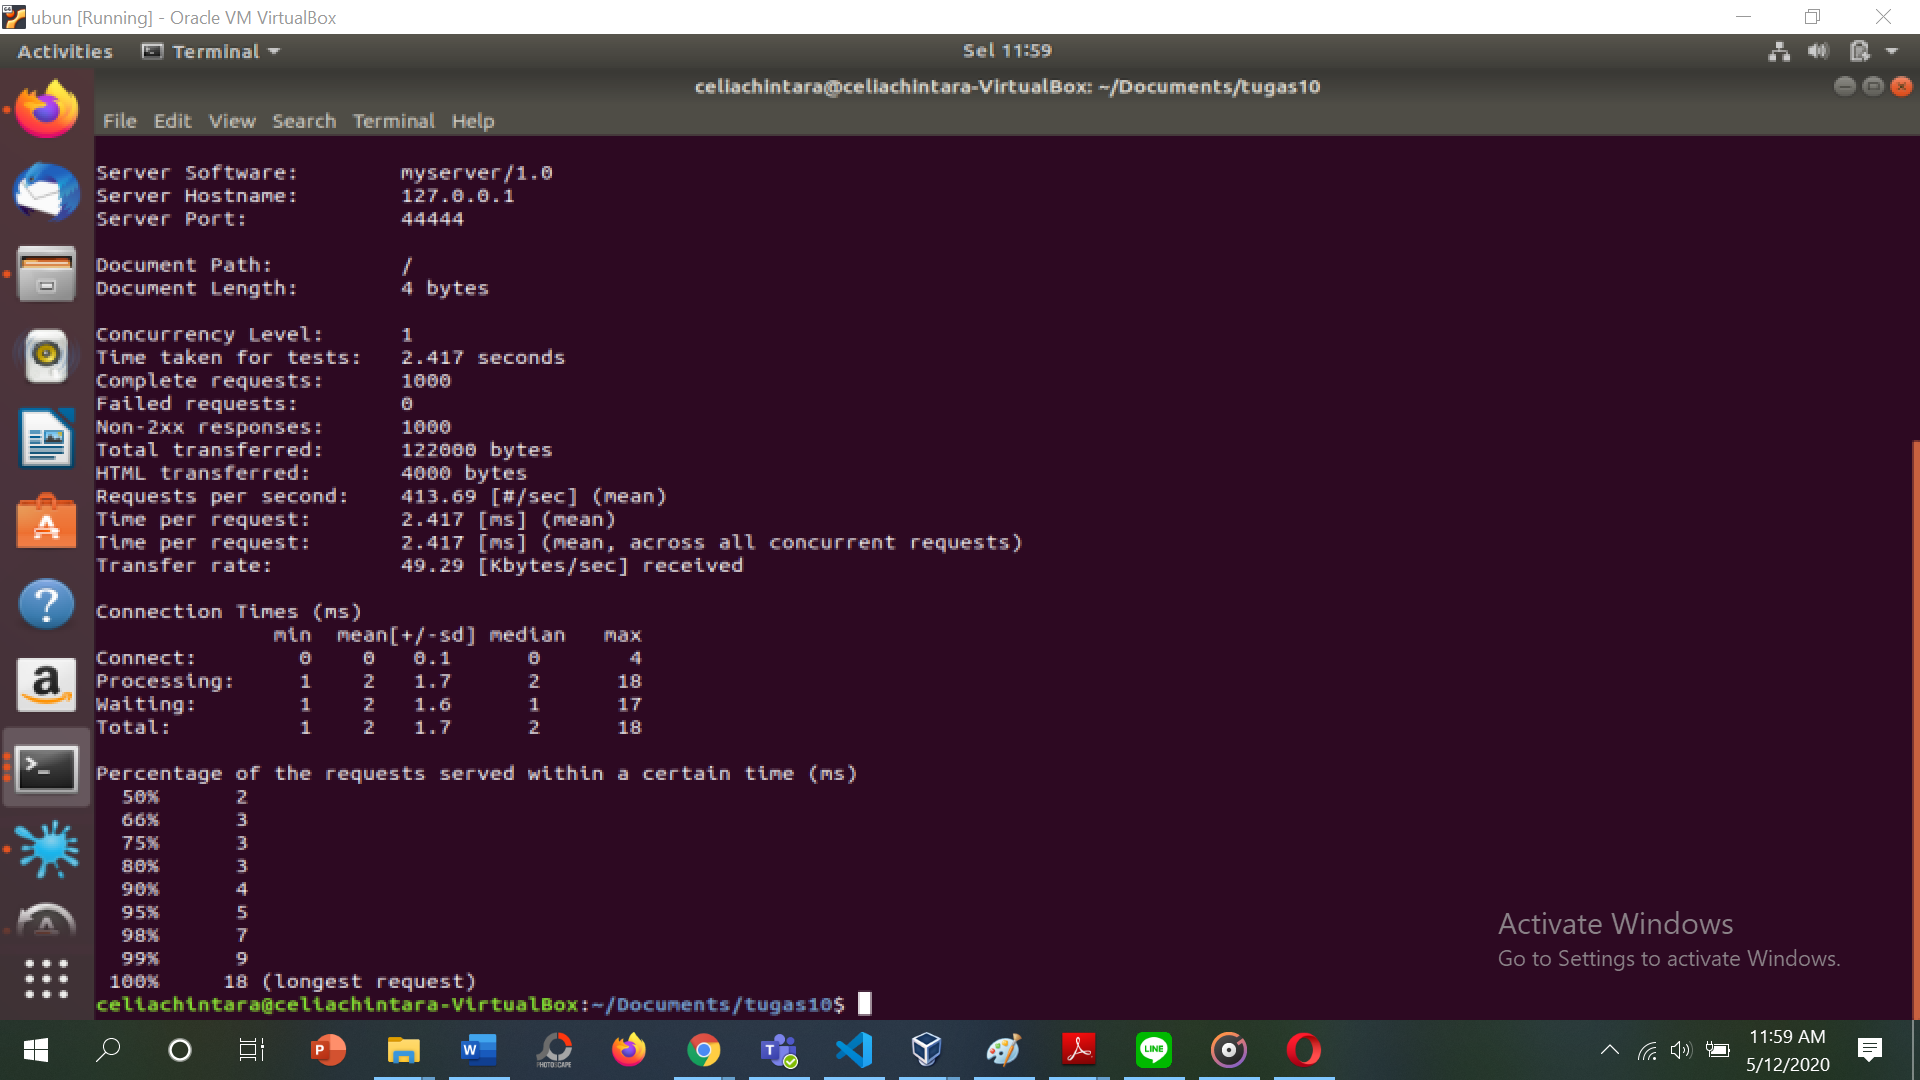 ubun [Running] - Oracle VM VirtualBox
Activities Terminal Sel 11:59
celiachintara@celiachintara-VirtualBox: ~/Documents/tugas10
File Edit View Search Terminal Help
Server Software: myserver/1.0
Server Hostname: 127.0.0.1
Server Port: 44444
Document Path: /
Document Length: 4 bytes
Concurrency Level: 1
Time taken for tests: 2.417 seconds
Complete requests: 1000
Failed requests: 0
Non-2xx responses: 1000
Total transferred: 122000 bytes
HTML transferred: 4000 bytes
Requests per second: 413.69 [#/sec] (mean)
Time per request: 2.417 [ms] (mean)
Time per request: 2.417 [ms] (mean, across all concurrent requests)
Transfer rate: 49.29 [Kbytes/sec] received
Connection Times (ms)
min mean[+/-sd] median max
Connect: 0 0 0.1 0 4
Processing: 1 2 1.7 2 18
Waiting: 1 2 1.6 1 17
Total: 1 2 1.7 2 18
Percentage of the requests served within a certain time (ms)
50% 2
66% 3
75% 3
80% 3
90% 4
95% 5
98% 7
99% 9
100% 18 (longest request)
celiachintara@celiachintara-VirtualBox:~/Documents/tugas10$
Activate Windows
Go to Settings to activate Windows.
PHOTOSCAPE
LINE
11:59 AM
5/12/2020